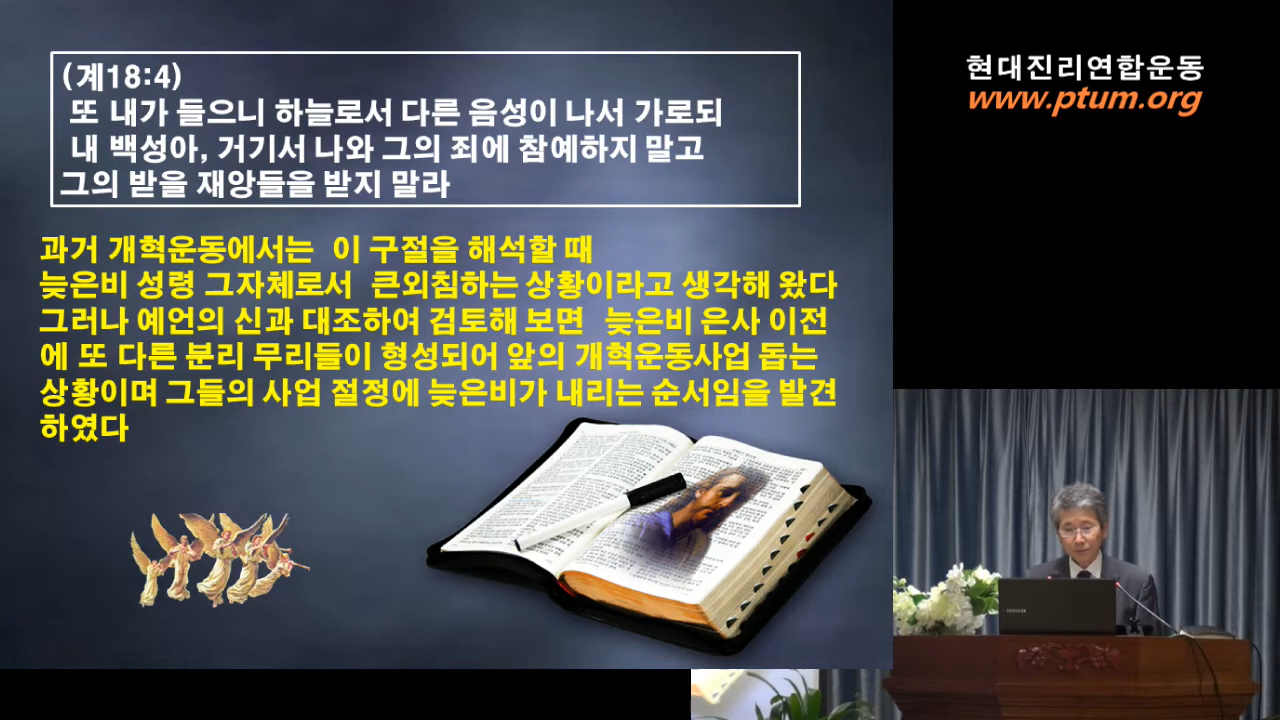 (계18:4)
또 내가 들으니 하늘로서 다른 음성이 나서 가로되
내 백성아, 거기서 나와 그의 죄에 참예하지 말고
그의 받을 재앙들을 받지 말라
과거 개혁운동에서는 이 구절을 해석할 때
늦은비 성령 그자체로서 큰외침하는 상황이라고 생각해 왔다
그러나 예언의 신과 대조하여 검토해 보면 늦은비 은사 이전
에 또 다른 분리 무리들이 형성되어 앞의 개혁운동사업 돕는
상황이며 그들의 사업 절정에 늦은비가 내리는 순서임을 발견
하였다
현대진리연합운동
www.ptum.org